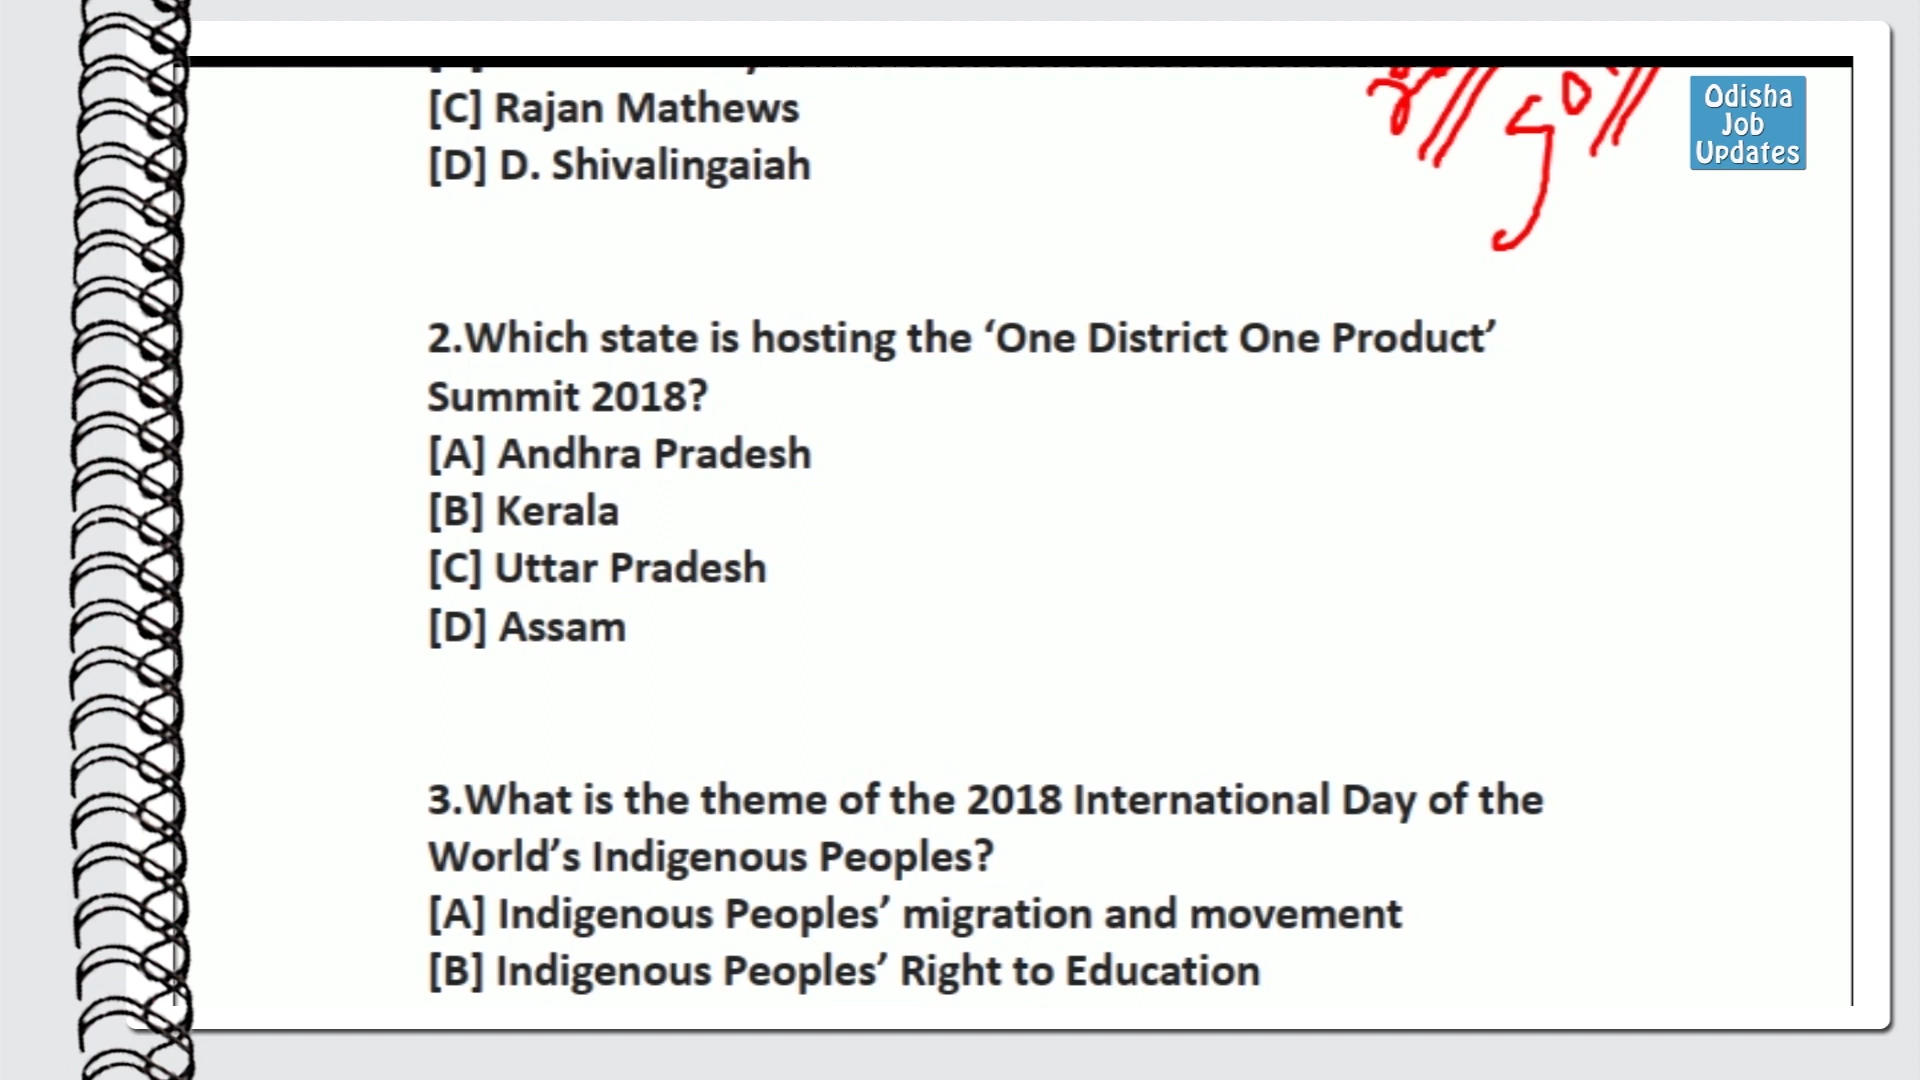 [C] Rajan Mathews
[D] D. Shivalingaiah
Odisha
Job
Updates
2.Which state is hosting the ‘One District One Product’
Summit 2018?
[A] Andhra Pradesh
[B] Kerala
[C] Uttar Pradesh
[D] Assam
3.What is the theme of the 2018 International Day of the
World’s Indigenous Peoples?
[A] Indigenous Peoples’ migration and movement
[B] Indigenous Peoples’ Right to Education